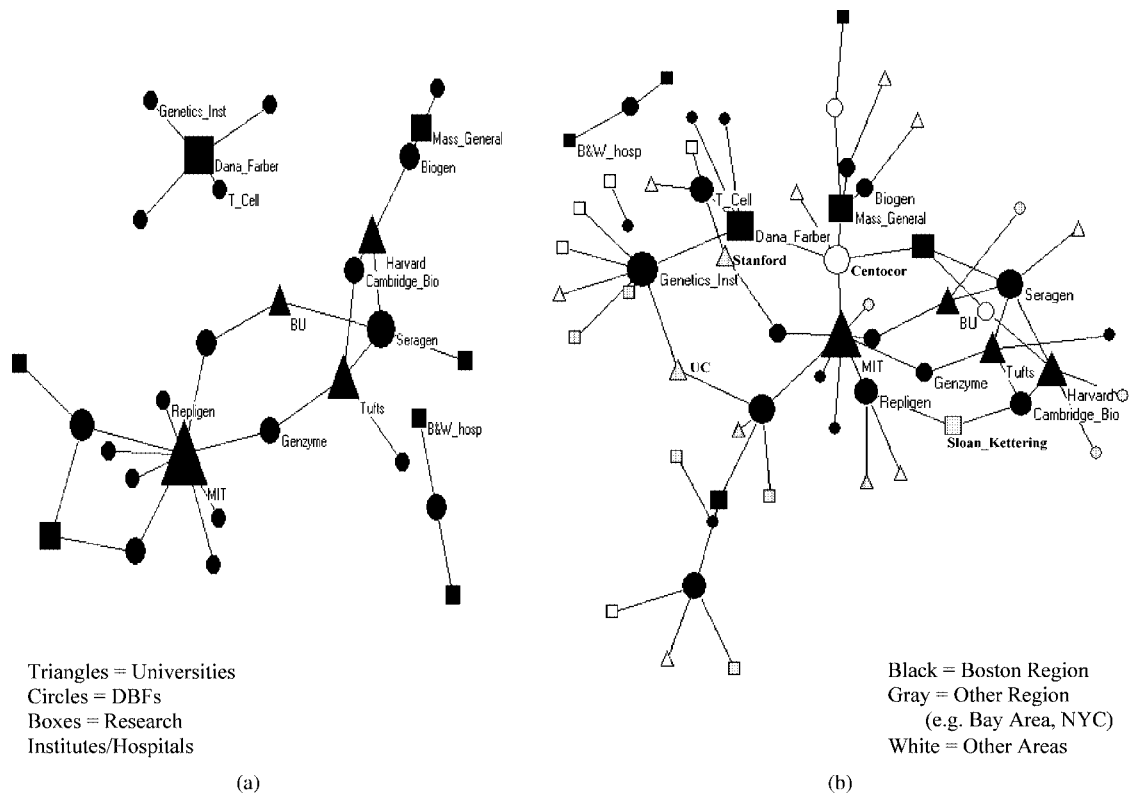 Genetics_Inst
Dana_Farber
T_Cell
Mass_General
Biogen
Harvard
Cambridge_Bio
BU
Seragen
Repligen
Tufts
Genzyme
B&W_hosp
MIT
Triangles = Universities
Circles = DBFs
Boxes = Research
Institutes/Hospitals
(a)
B&W_hosp
T_Cell
Biogen
Mass_General
Dana_Farber
Stanford
Centocor
Genetics_Inst
Seragen
BU
UC
MIT
Genzyme
Tufts
Repligen
Harvard
Cambridge_Bio
Sloan_Kettering
Black = Boston Region
Gray = Other Region
(e.g. Bay Area, NYC)
White = Other Areas
(b)